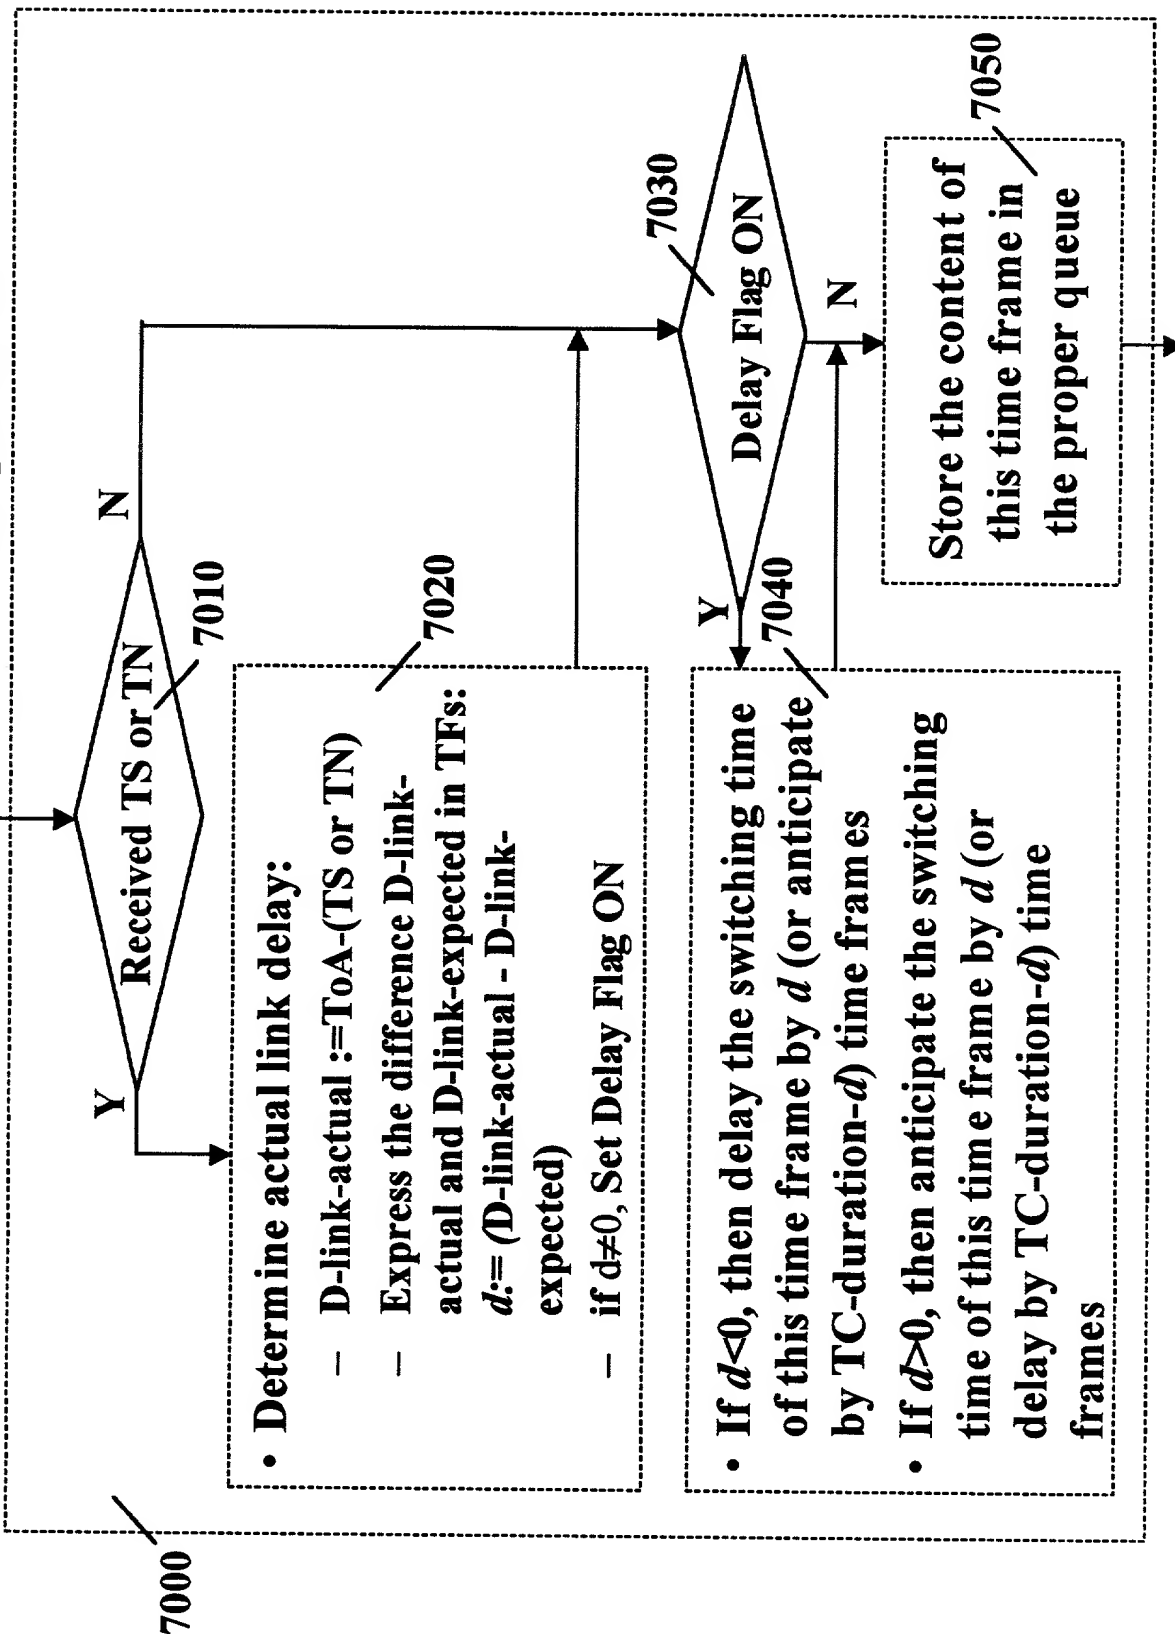 7000
Received TS or TN
7010
Y
N
• Determine actual link delay:
– D-link-actual :=ToA-(TS or TN)
– Express the difference D-link-
actual and D-link-expected in TFs:
d:= (D-link-actual - D-link-
expected)
– if d≠0, Set Delay Flag ON
7020
Delay Flag ON
7030
Y
N
7040
• If d<0, then delay the switching time
of this time frame by d (or anticipate
by TC-duration-d) time frames
• If d>0, then anticipate the switching
time of this time frame by d (or
delay by TC-duration-d) time
frames
Store the content of
this time frame in
the proper queue
7050